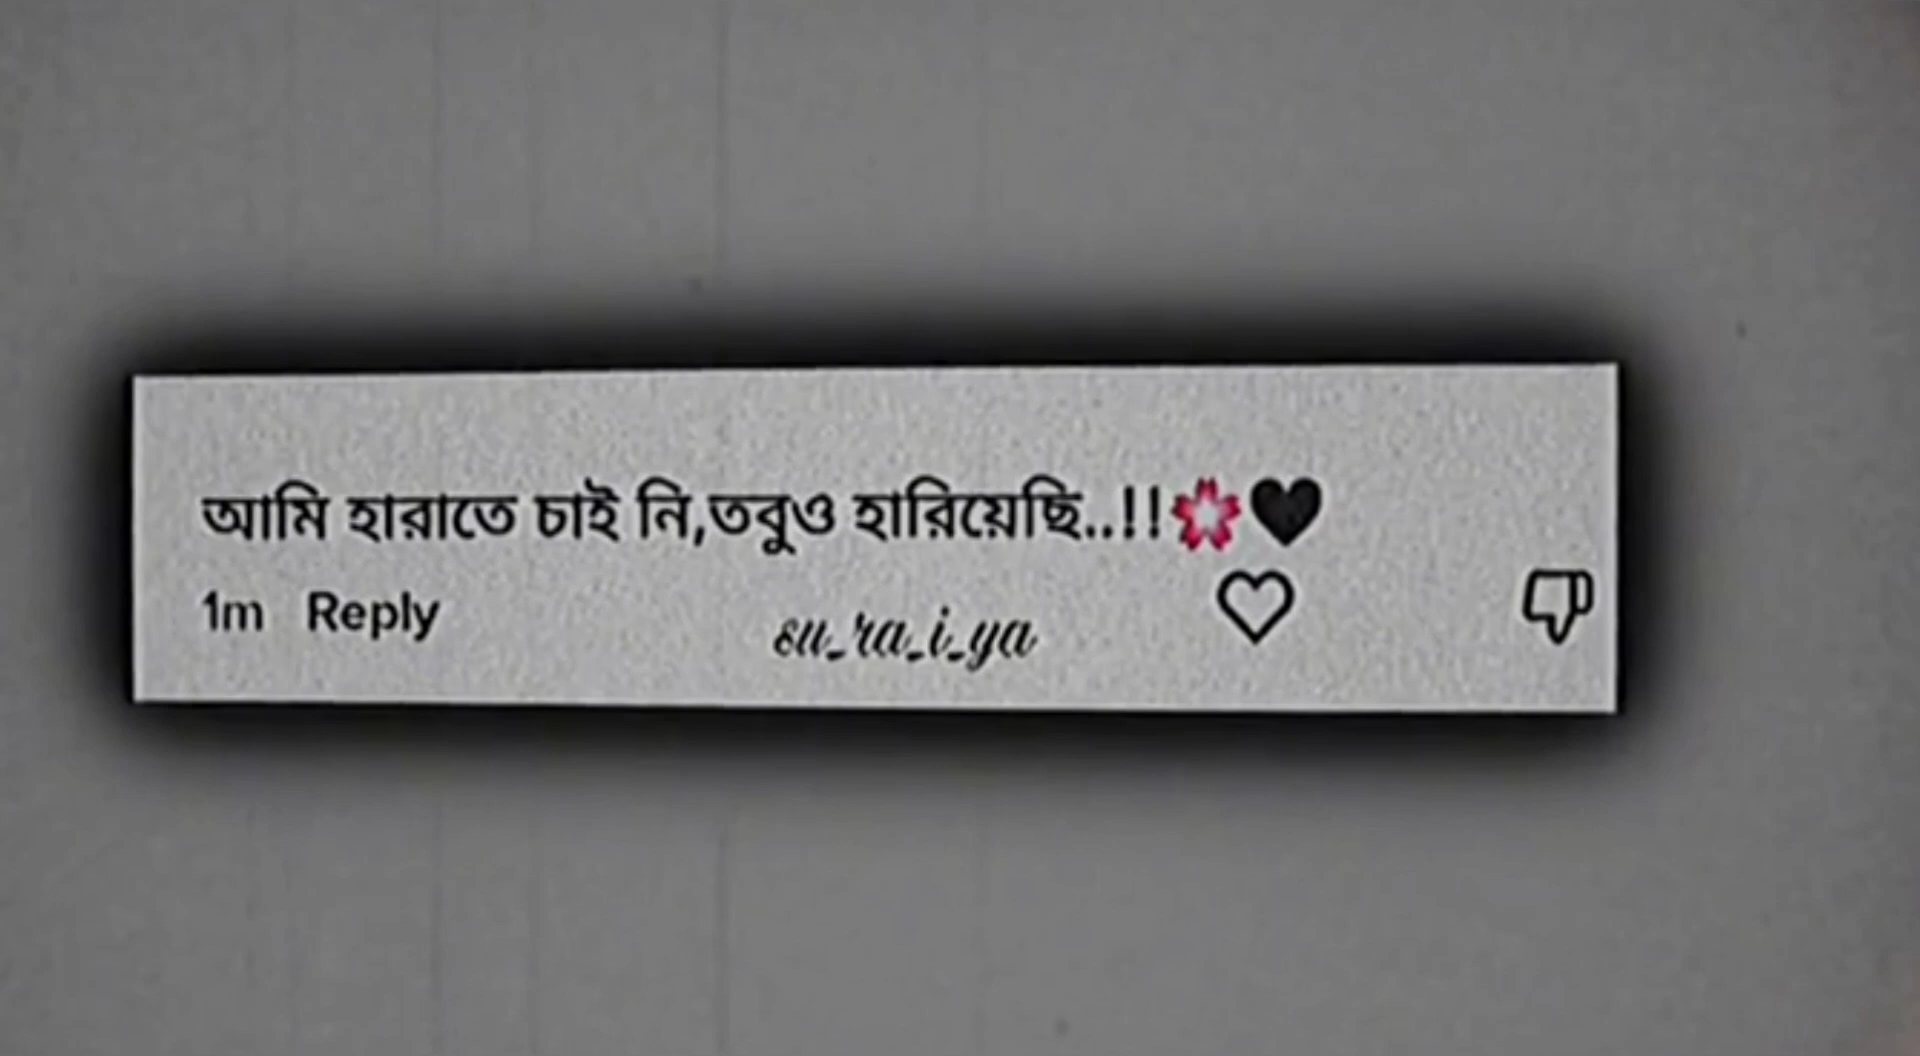 আমি হারাতে চাই নি,তবুও হারিয়েছি..!!🌸🖤
1m Reply
su_ra_i_ya